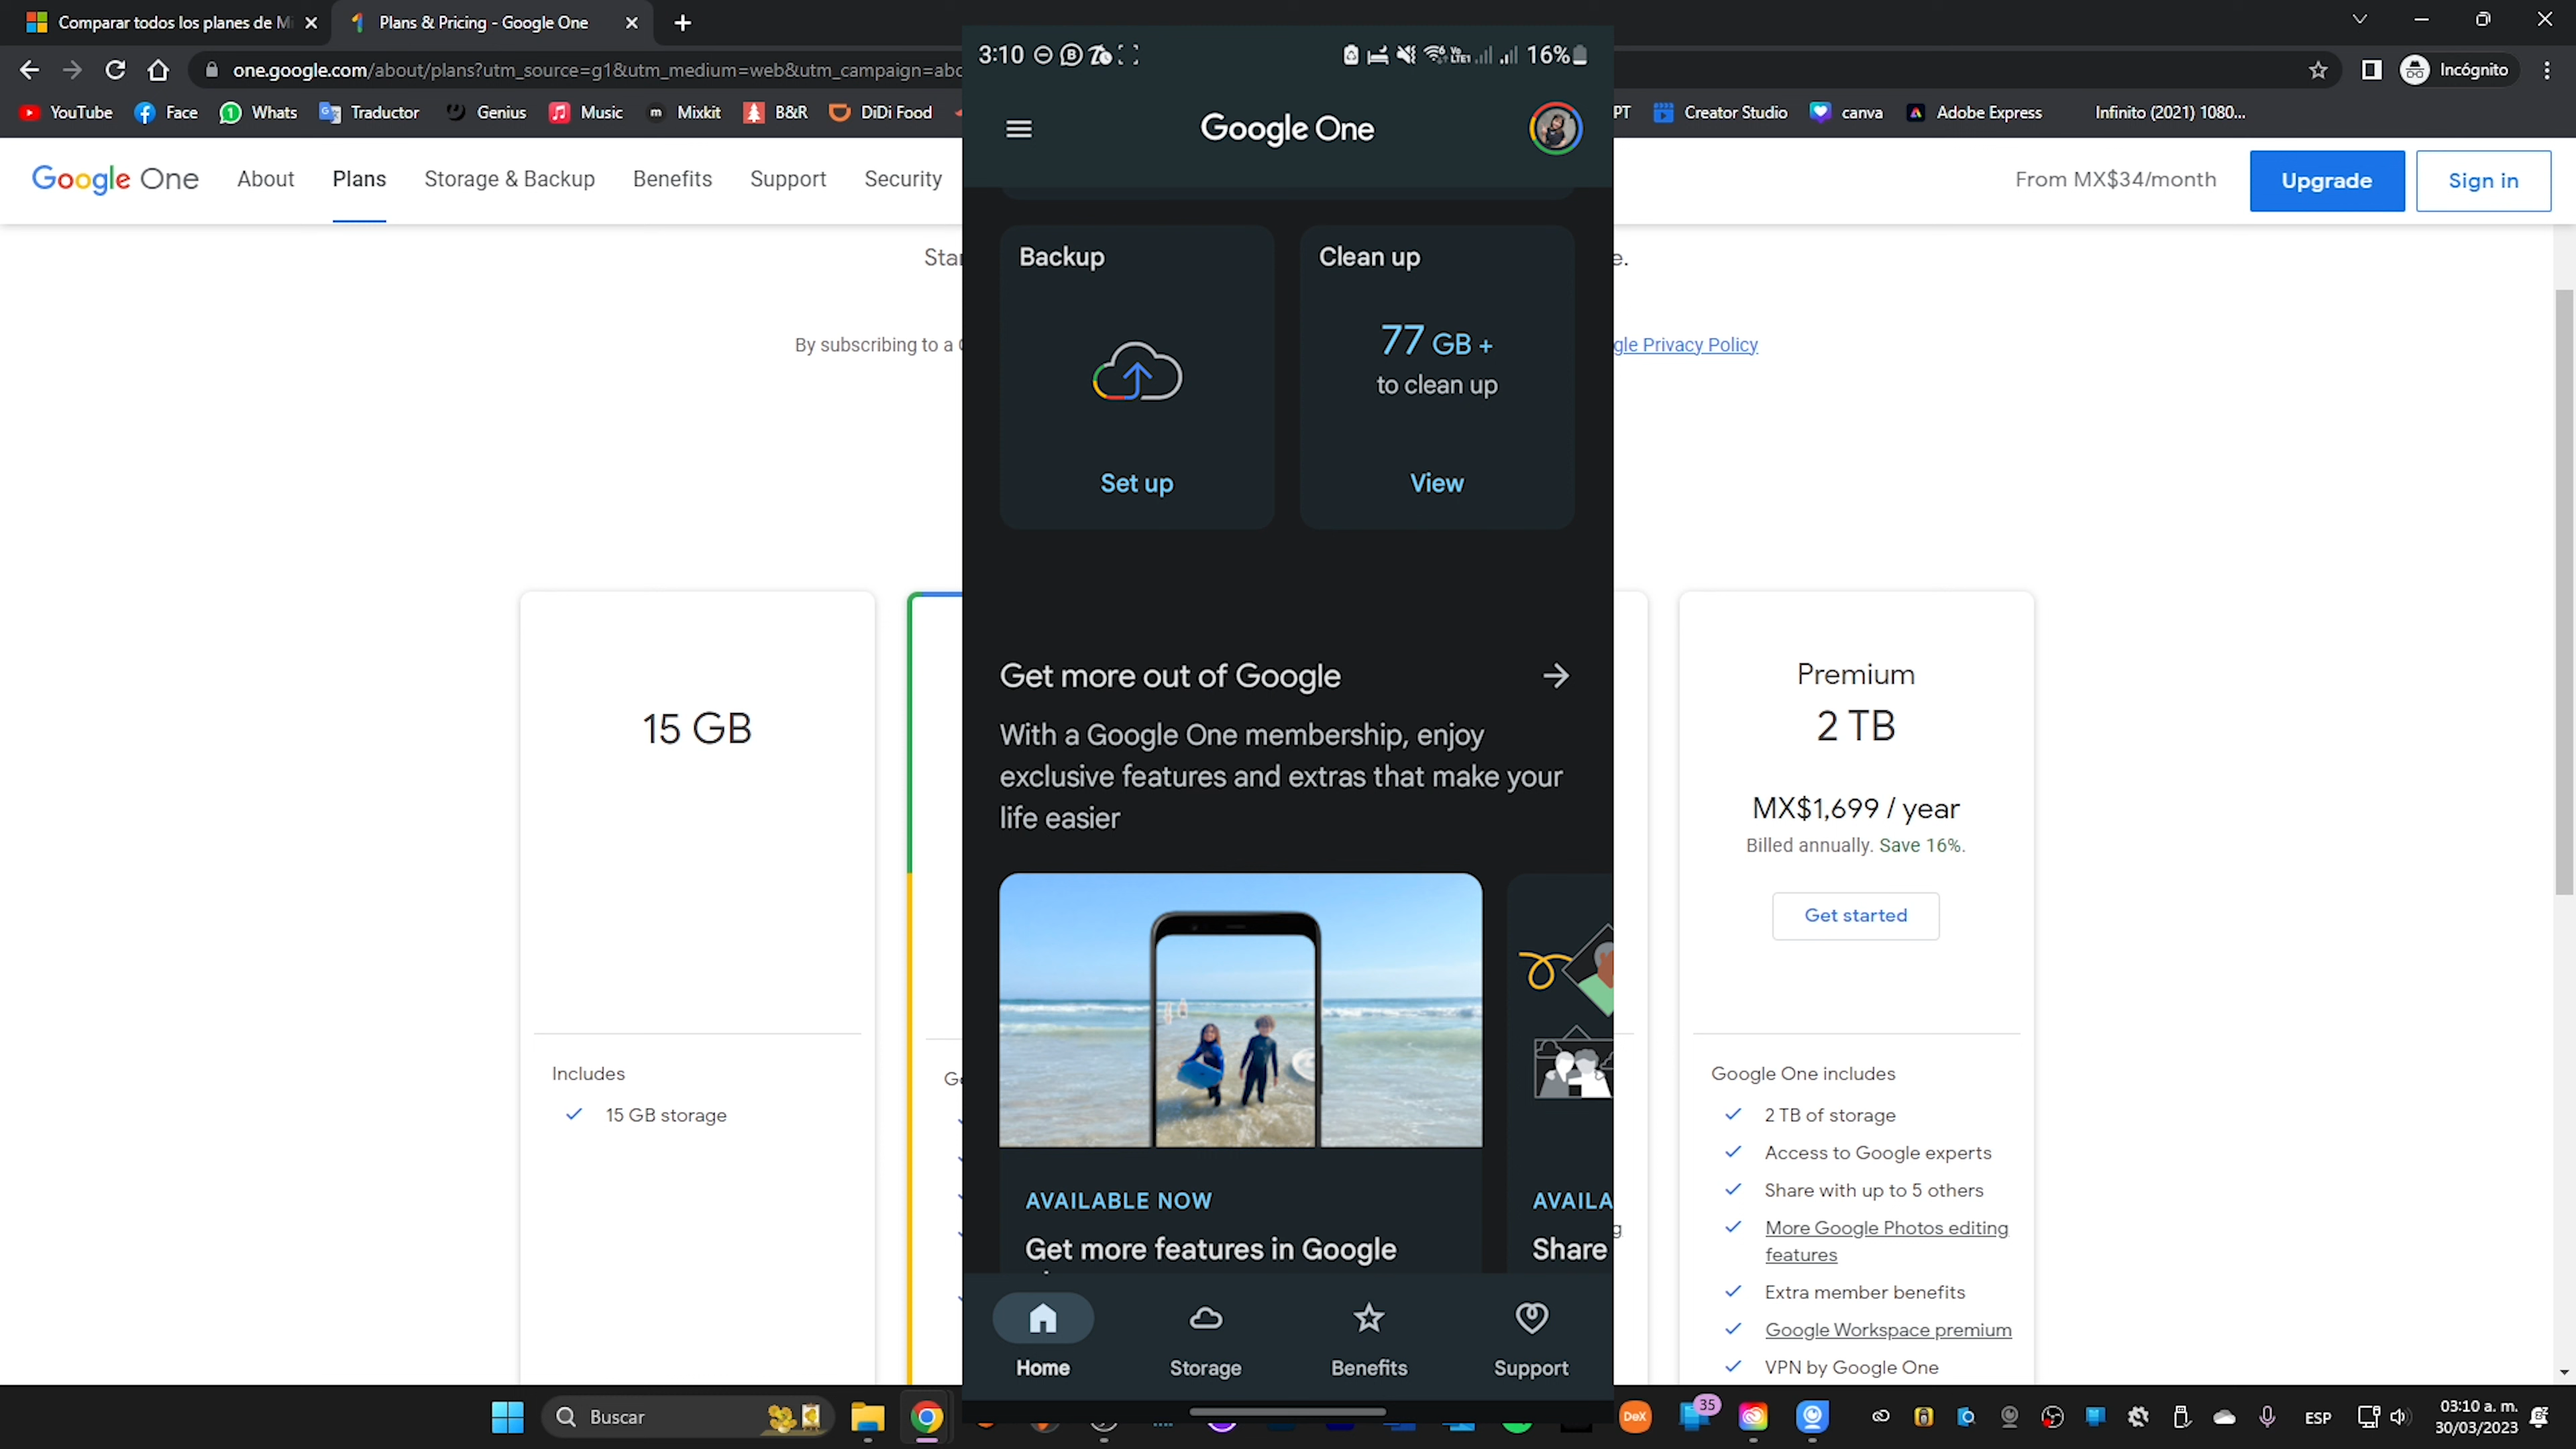 Comparar todos los planes de Mi
Plans & Pricing - Google One
one.google.com/about/plans?utm_source=g1&utm_medium=web&utm_campaign=abo
Incógnito
YouTube
Face
Whats
Traductor
Genius
Music
Mixkit
B&R
DiDi Food
PT
Creator Studio
canva
Adobe Express
Infinito (2021) 1080...
Google One
About
Plans
Storage & Backup
Benefits
Support
Security
From MX$34/month
Upgrade
Sign in
Star
e.
By subscribing to a G
gle Privacy Policy
15 GB
Includes
15 GB storage
Go
g
Premium
2 TB
MX$1,699 / year
Billed annually. Save 16%.
Get started
Google One includes
2 TB of storage
Access to Google experts
Share with up to 5 others
More Google Photos editing
features
Extra member benefits
Google Workspace premium
VPN by Google One
3:10
16%
Google One
Backup
Set up
Clean up
77 GB +
to clean up
View
Get more out of Google
With a Google One membership, enjoy
exclusive features and extras that make your
life easier
AVAILABLE NOW
Get more features in Google
AVAILA
Share
Home
Storage
Benefits
Support
Buscar
DeX
35
ESP
03:10 a. m.
30/03/2023